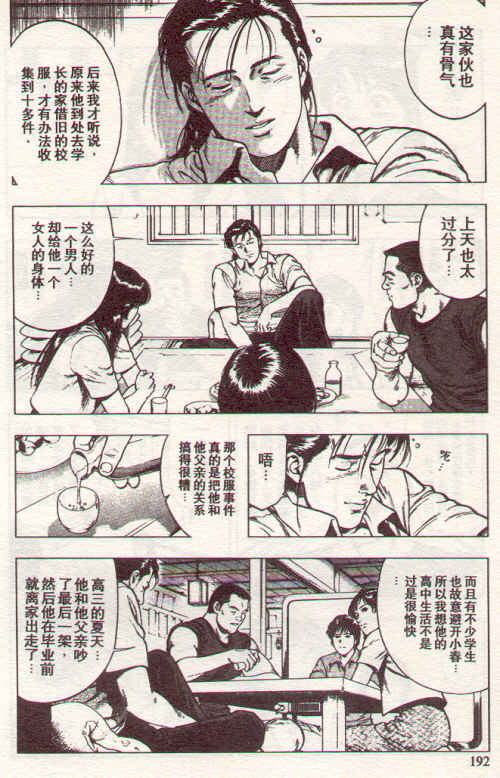 这家伙也
真有骨气
…
后来我才听说，
原来他到处去学
长的家借旧的校
服，才有办法收
集到十多件．
上天也太
过分了…
这么好的
一个男人…
却给他一个
女人的身体…
唔…
那个校服事件
真的是把他和
他父亲的关系
搞得很糟…
而且有不少学生
也故意避开小春…
所以我想他的
高中生活不是
过是很愉快
…
高三的夏天…
他和他父亲吵
了最后一架，
然后他在毕业前
就离家出走了…
192